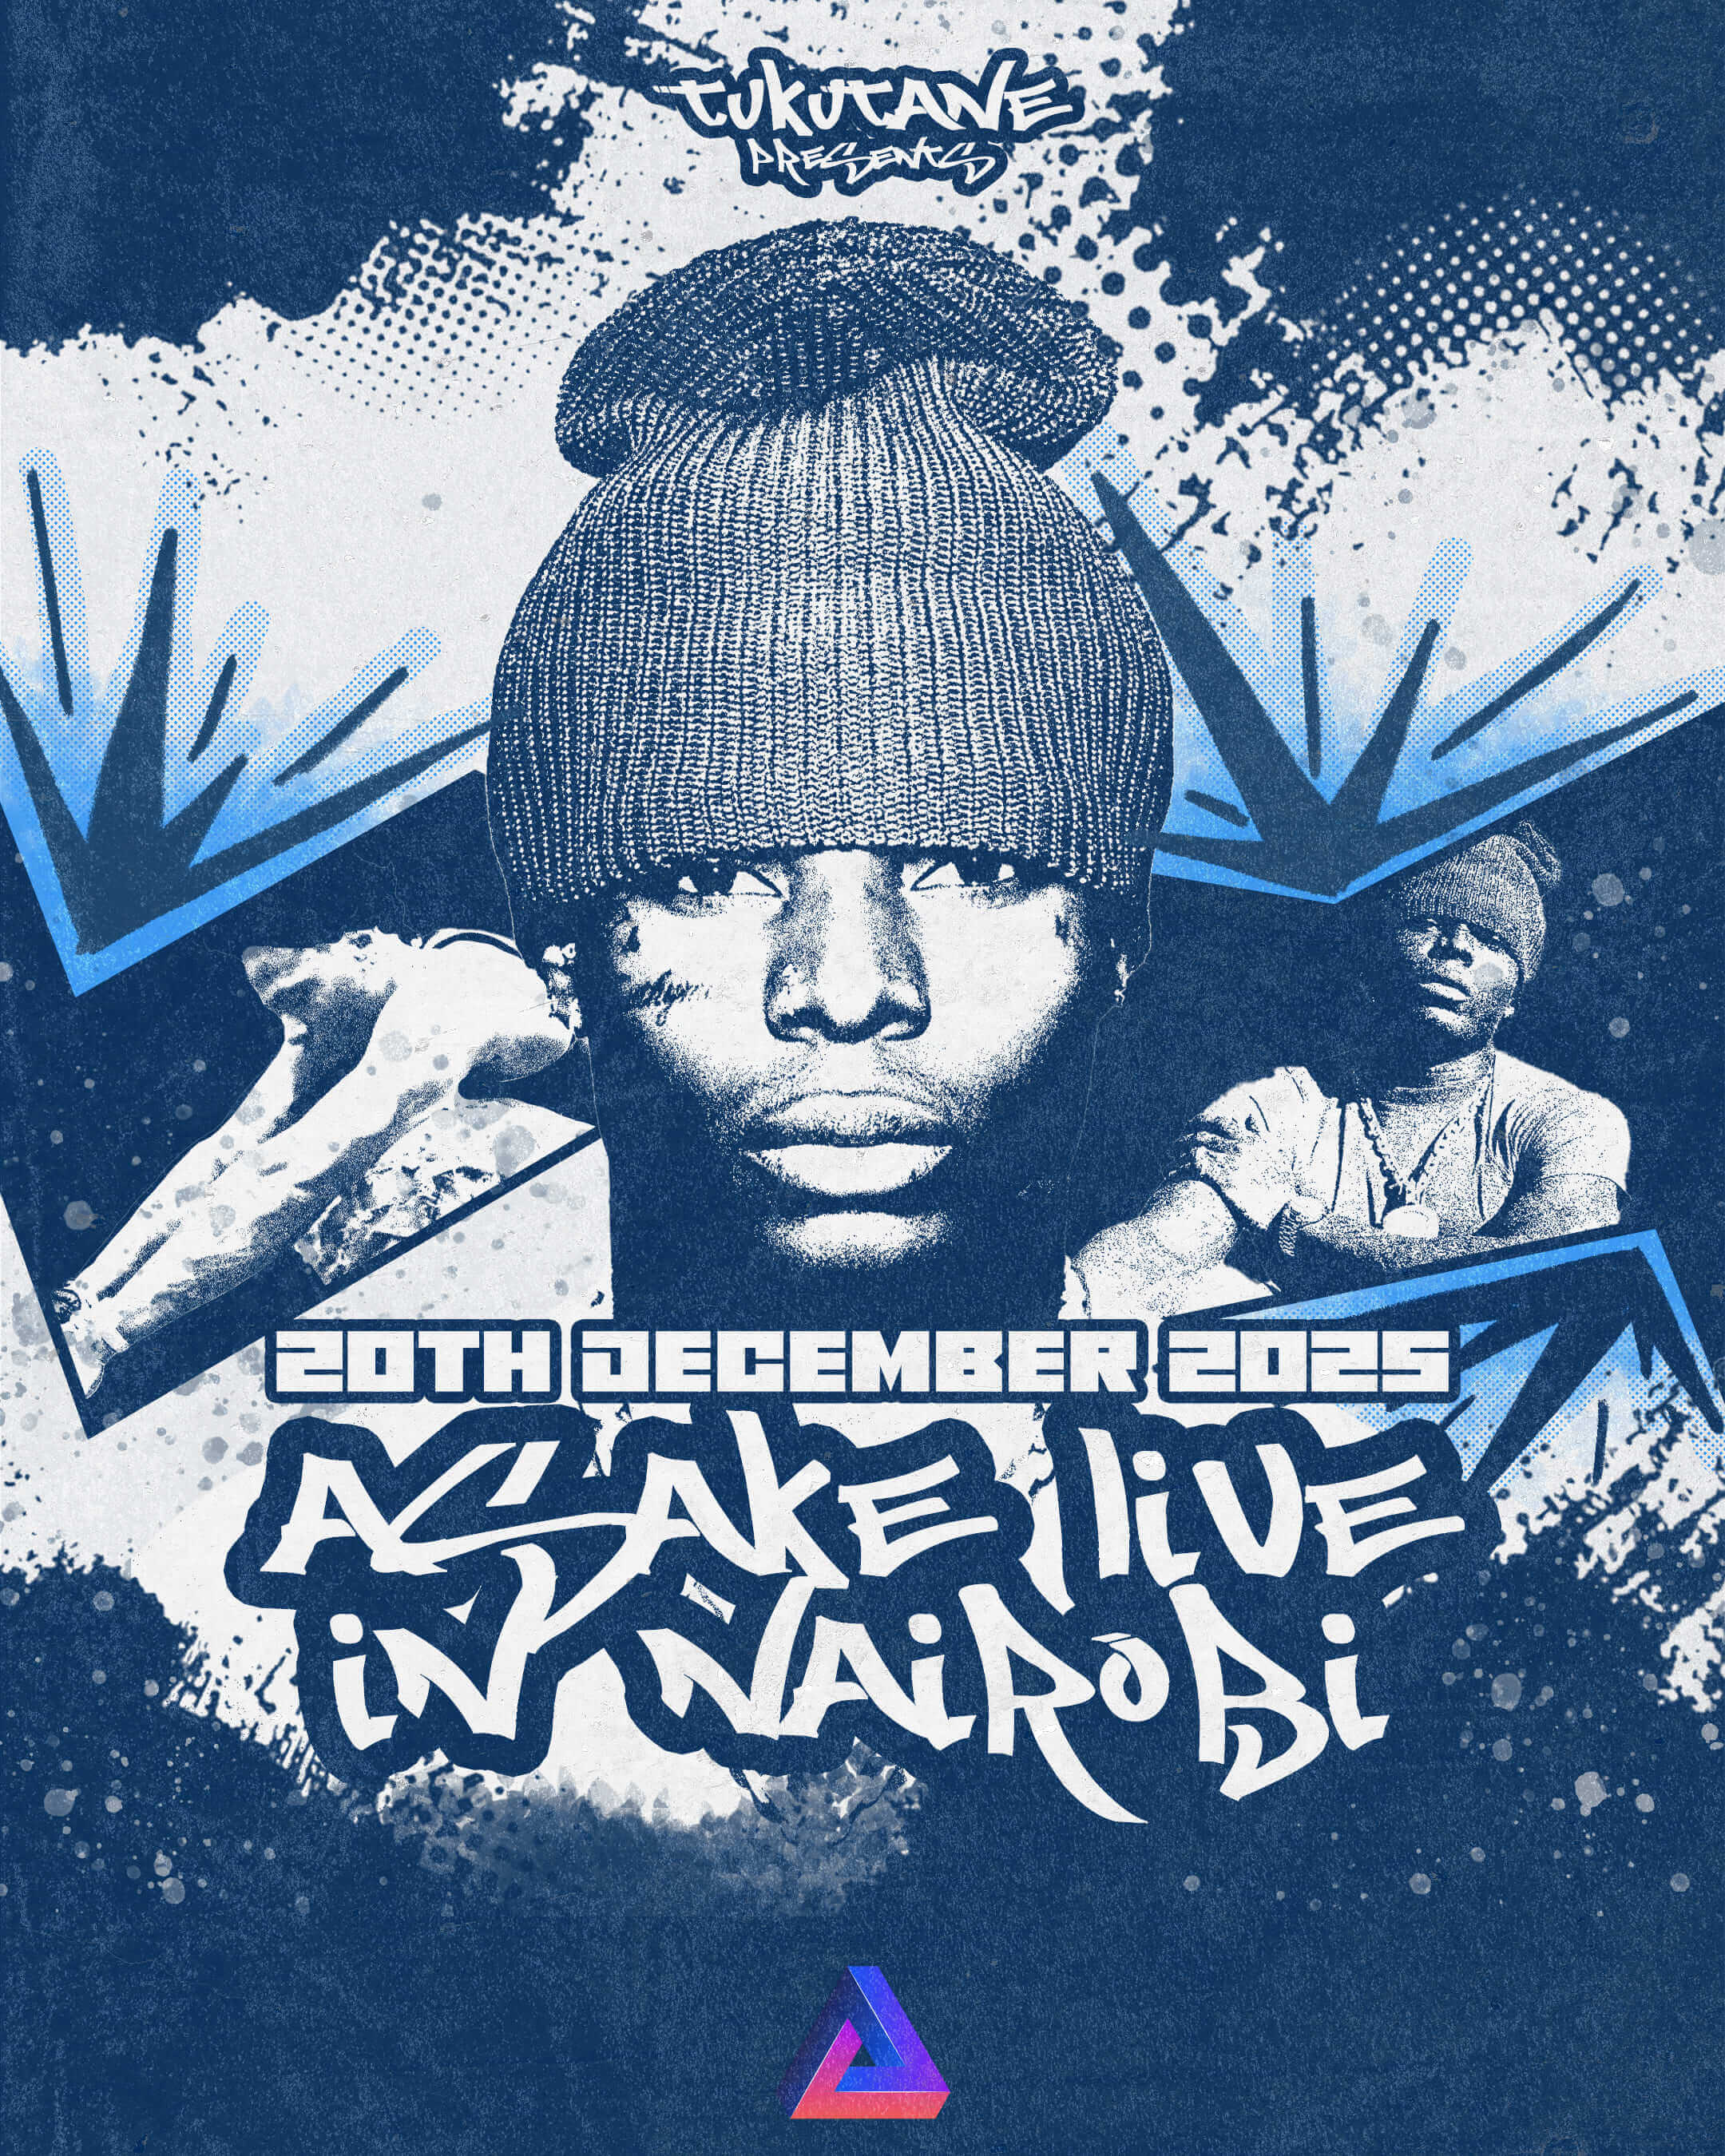 TUKUTANE
PRESENTS
20TH DECEMBER 2025
ASAKE LIVE
IN NAIROBI